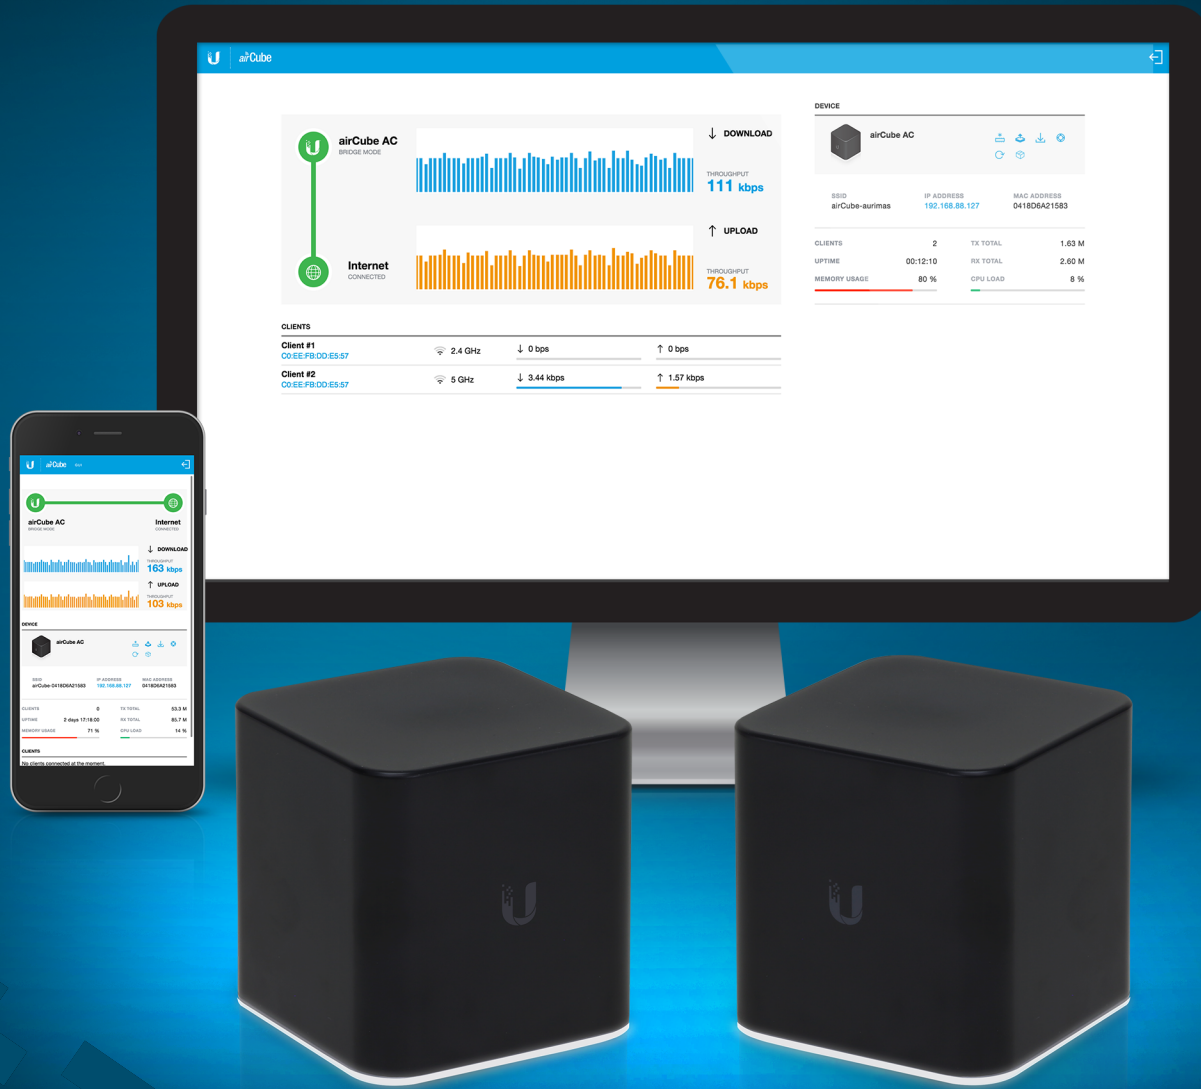 airCube
airCube AC
BRIDGE MODE
↓ DOWNLOAD
THROUGHPUT
111 kbps
↑ UPLOAD
THROUGHPUT
76.1 kbps
Internet
CONNECTED
CLIENTS
Client #1
C0:EE:FB:DD:E5:57
2.4 GHz ↓ 0 bps ↑ 0 bps
Client #2
C0:EE:FB:DD:E5:57
5 GHz ↓ 3.44 kbps ↑ 1.57 kbps
DEVICE
airCube AC
SSID IP ADDRESS MAC ADDRESS
airCube-aurimas 192.168.88.127 0418D6A21583
CLIENTS 2 TX TOTAL 1.63 M
UPTIME 00:12:10 RX TOTAL 2.60 M
MEMORY USAGE 80 % CPU LOAD 8 %
airCube
airCube AC Internet
BRIDGE MODE CONNECTED
↓ DOWNLOAD
THROUGHPUT
163 kbps
↑ UPLOAD
THROUGHPUT
103 kbps
DEVICE
airCube AC
SSID IP ADDRESS MAC ADDRESS
airCube-0418D6A21583 192.168.88.127 0418D6A21583
CLIENTS 0 TX TOTAL 53.3 M
UPTIME 2 days 17:18:00 RX TOTAL 85.7 M
MEMORY USAGE 71 % CPU LOAD 14 %
CLIENTS
No clients connected at the moment.